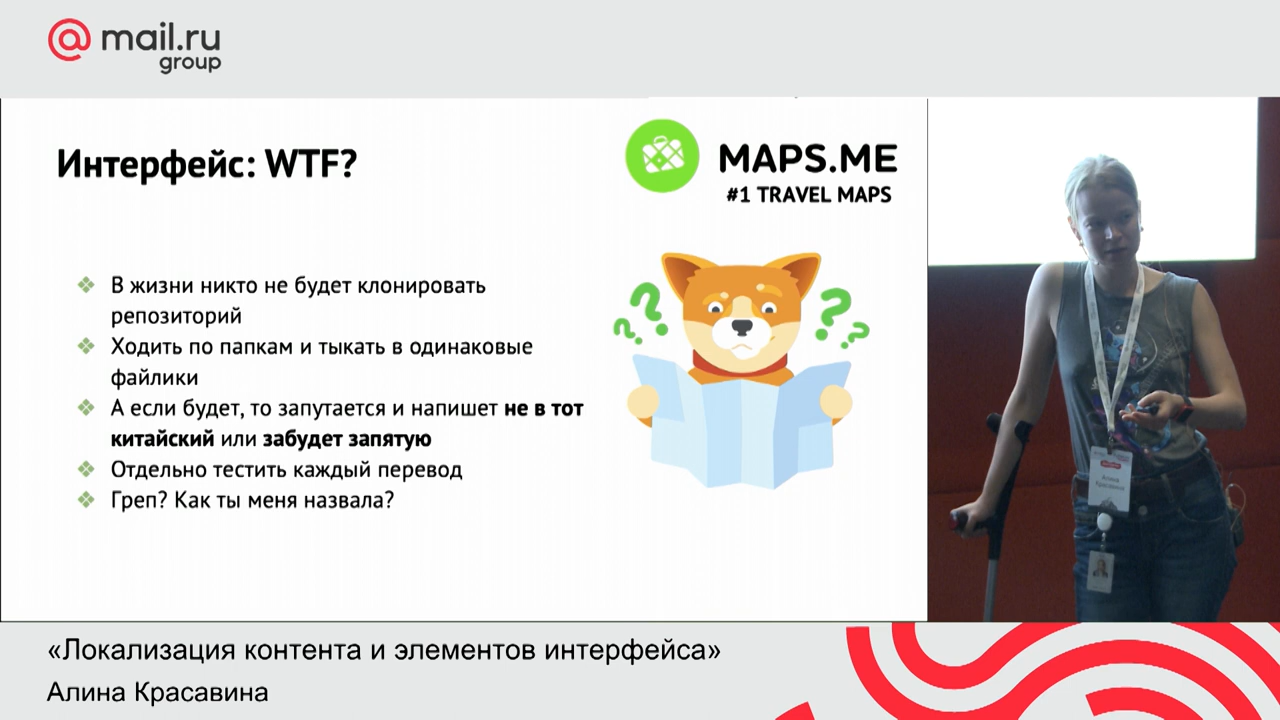 @mail.ru
group
Интерфейс: WTF?
MAPS.ME
#1 TRAVEL MAPS
❖ В жизни никто не будет клонировать
репозиторий
❖ Ходить по папкам и тыкать в одинаковые
файлики
❖ А если будет, то запутается и напишет не в тот
китайский или забудет запятую
❖ Отдельно тестить каждый перевод
❖ Греп? Как ты меня назвала?
Алина
Красавина
«Локализация контента и элементов интерфейса»
Алина Красавина